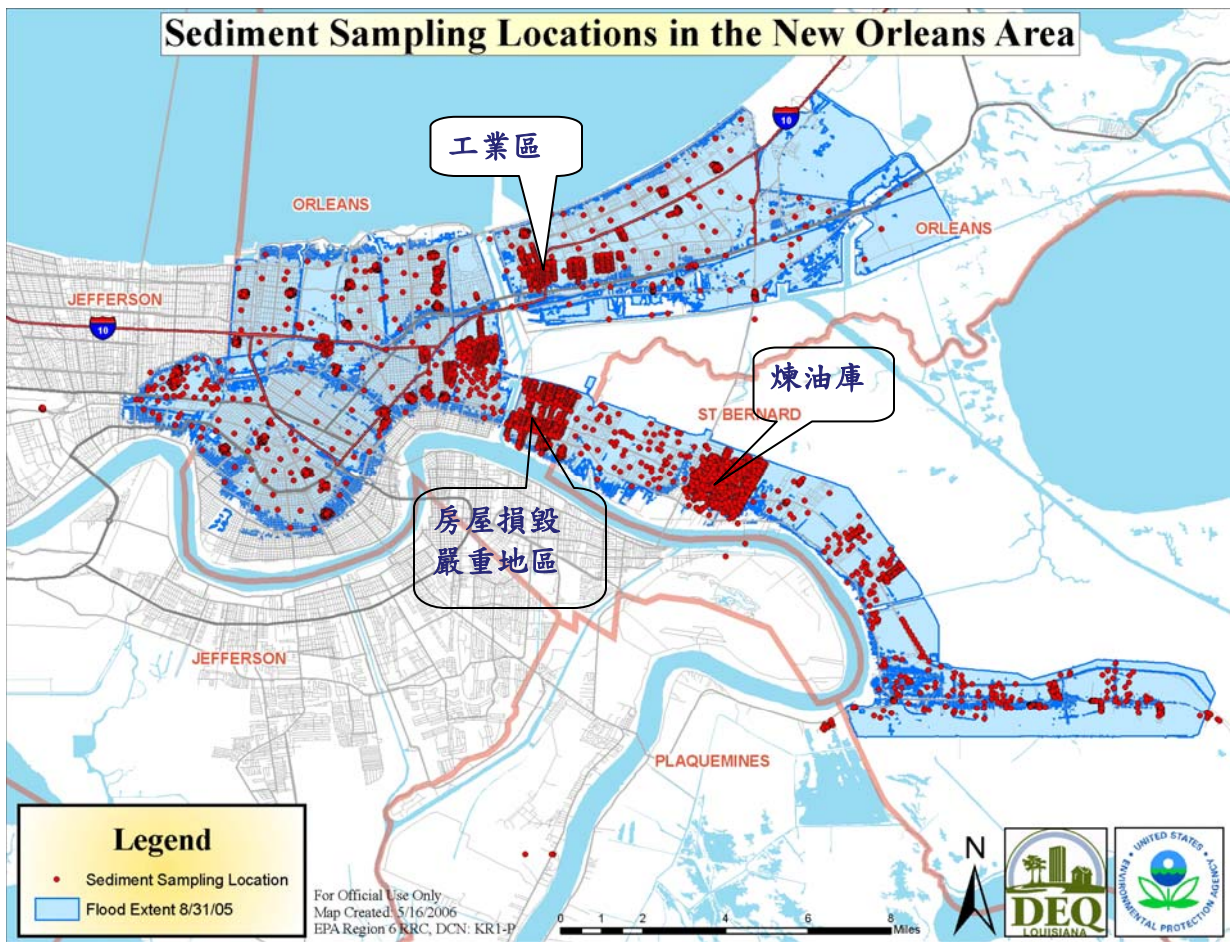 Sediment Sampling Locations in the New Orleans Area
工業區
10
ORLEANS
ORLEANS
JEFFERSON
10
煉油庫
ST BERNARD
房屋損毀
嚴重地區
JEFFERSON
PLAQUEMINES
Legend
Sediment Sampling Location
Flood Extent 8/31/05
For Official Use Only
Map Created: 5/16/2006
EPA Region 6 RRC, DCN: KR1-P
0 1 2 4 6 8
Miles
N
DEQ
LOUISIANA
UNITED STATES
ENVIRONMENTAL PROTECTION AGENCY